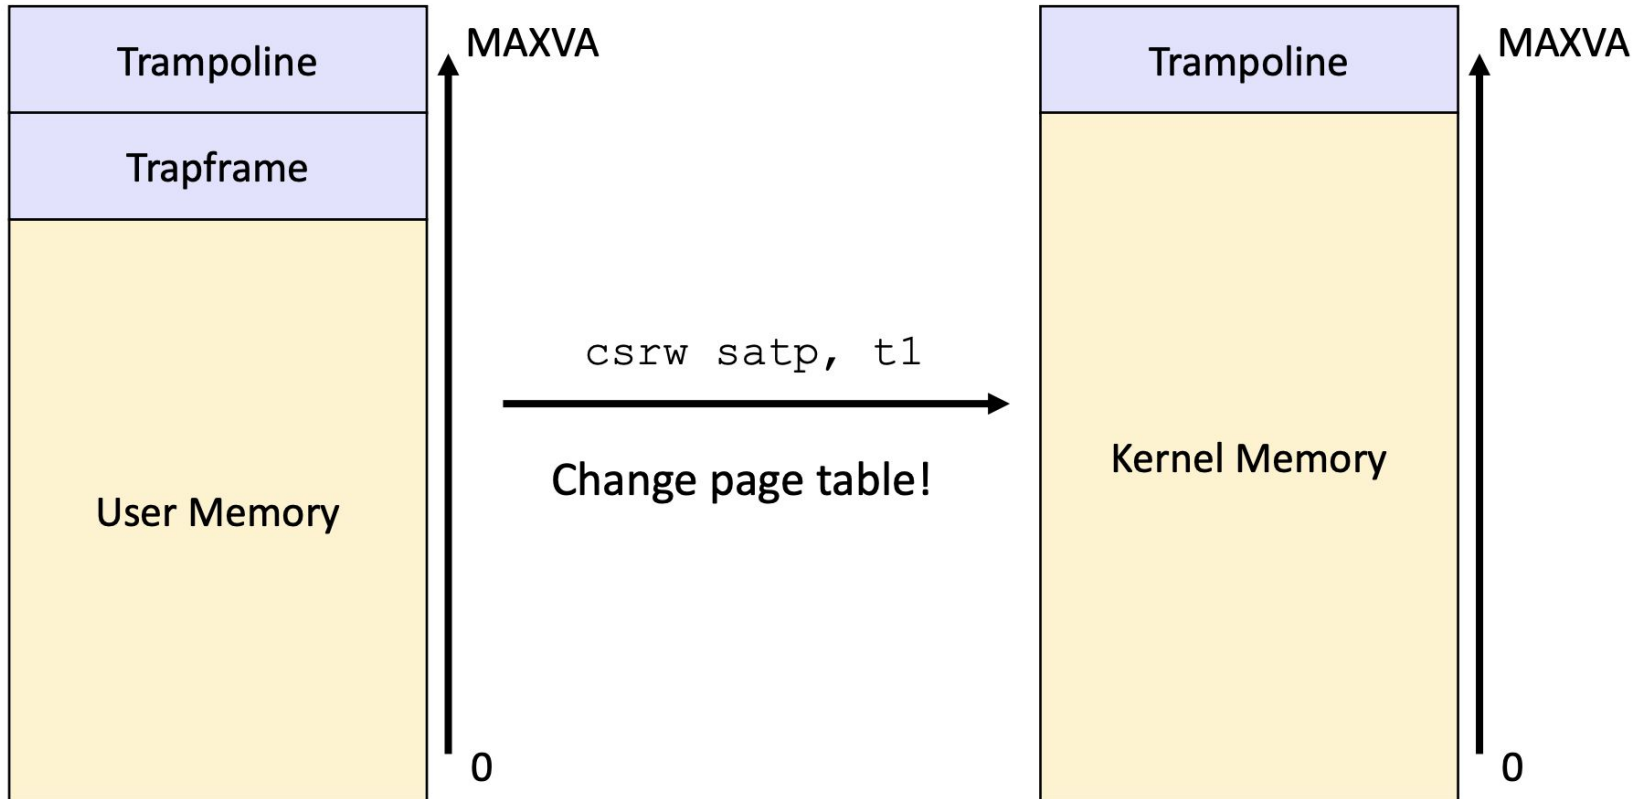 Trampoline
MAXVA
Trapframe
User Memory
0
csrw satp, t1
Change page table!
Trampoline
MAXVA
Kernel Memory
0